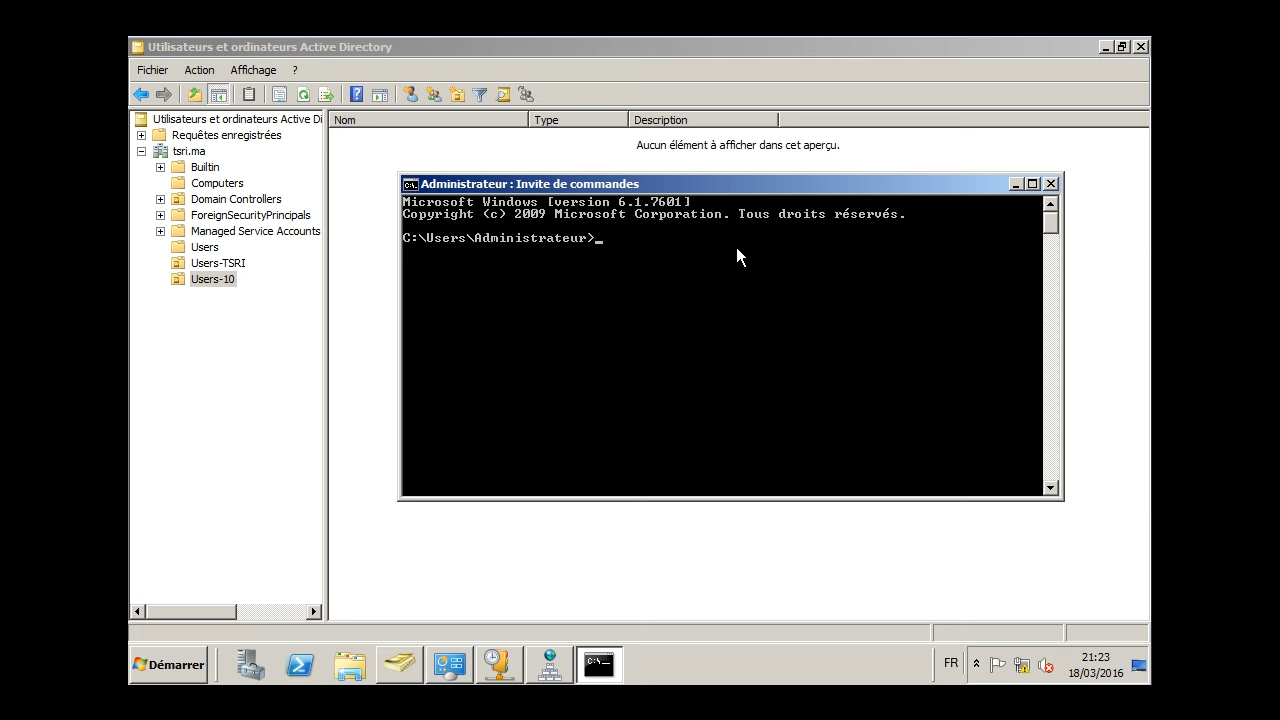 Utilisateurs et ordinateurs Active Directory
Fichier Action Affichage ?
Utilisateurs et ordinateurs Active Di
Requêtes enregistrées
tsri.ma
Builtin
Computers
Domain Controllers
ForeignSecurityPrincipals
Managed Service Accounts
Users
Users-TSRI
Users-10
Nom Type Description
Aucun élément à afficher dans cet aperçu.
Administrateur : Invite de commandes
Microsoft Windows [version 6.1.7601]
Copyright (c) 2009 Microsoft Corporation. Tous droits réservés.
C:\Users\Administrateur>_
Démarrer
C:\_
FR
21:23
18/03/2016